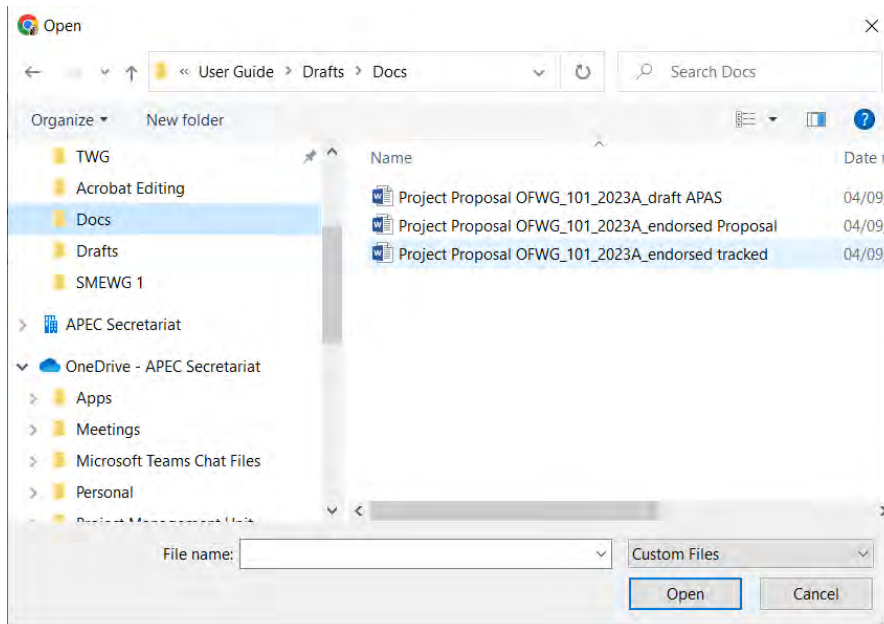 Open
« User Guide > Drafts > Docs
Search Docs
Organize
New folder
TWG
Acrobat Editing
Docs
Drafts
SMEWG 1
APEC Secretariat
OneDrive - APEC Secretariat
Apps
Meetings
Microsoft Teams Chat Files
Personal
Name
Date
Project Proposal OFWG_101_2023A_draft APAS 04/09
Project Proposal OFWG_101_2023A_endorsed Proposal 04/09
Project Proposal OFWG_101_2023A_endorsed tracked 04/09
File name:
Custom Files
Open
Cancel